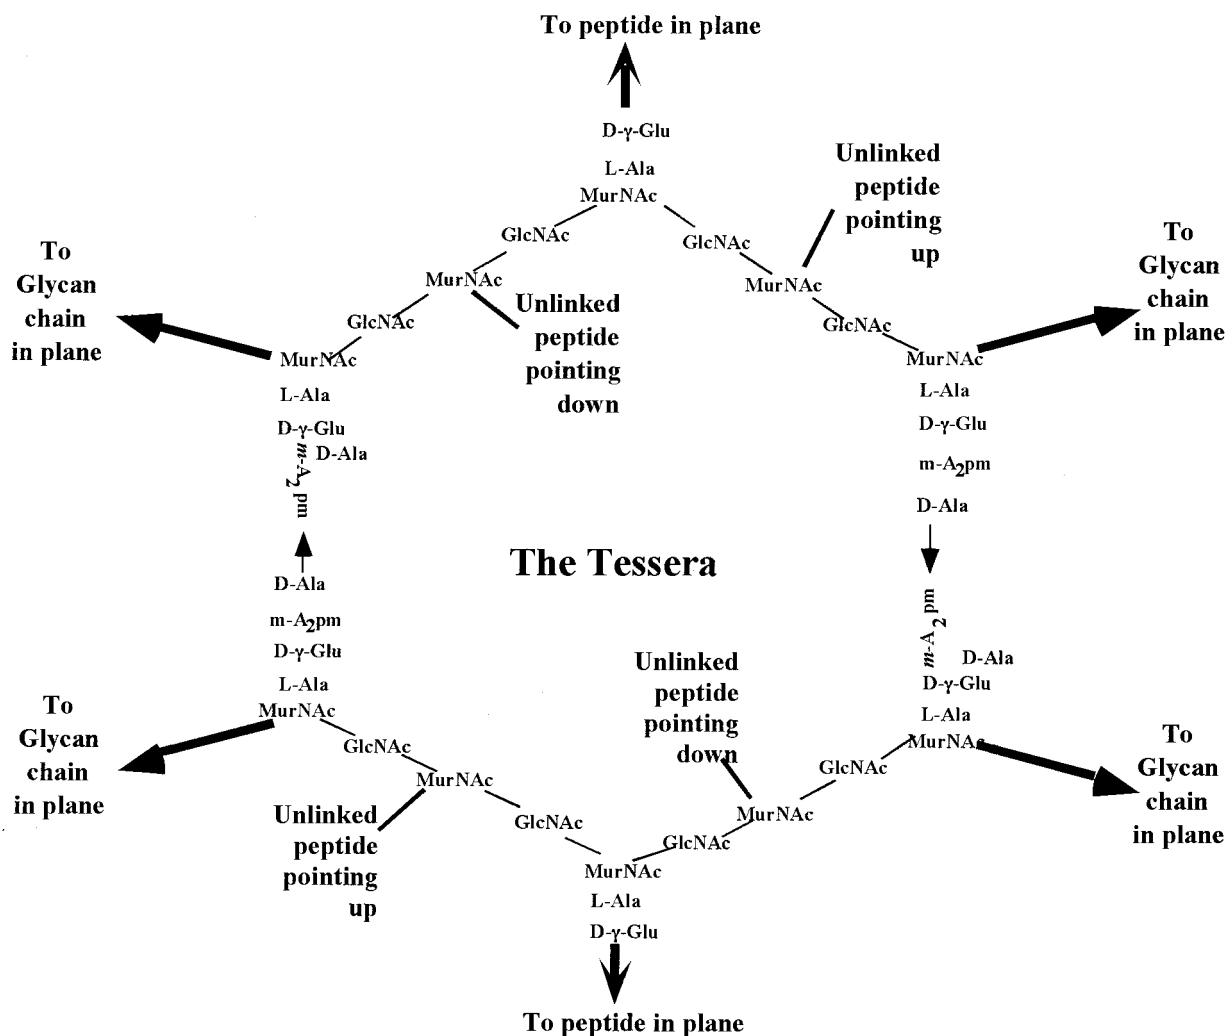 To peptide in plane
D-γ-Glu
L-Ala
MurNAc
GlcNAc
GlcNAc
MurNAc
MurNAc
Unlinked
peptide
pointing
up
Unlinked
peptide
pointing
down
GlcNAc
GlcNAc
MurNAc
MurNAc
To
Glycan
chain
in plane
To
Glycan
chain
in plane
L-Ala
D-γ-Glu
D-Ala
m-A2pm
L-Ala
D-γ-Glu
m-A2pm
D-Ala
The Tessera
D-Ala
m-A2pm
D-γ-Glu
L-Ala
MurNAc
m-A2pm
D-Ala
D-γ-Glu
L-Ala
MurNAc
To
Glycan
chain
in plane
To
Glycan
chain
in plane
GlcNAc
MurNAc
GlcNAc
MurNAc
GlcNAc
MurNAc
GlcNAc
Unlinked
peptide
pointing
up
Unlinked
peptide
pointing
down
L-Ala
D-γ-Glu
To peptide in plane